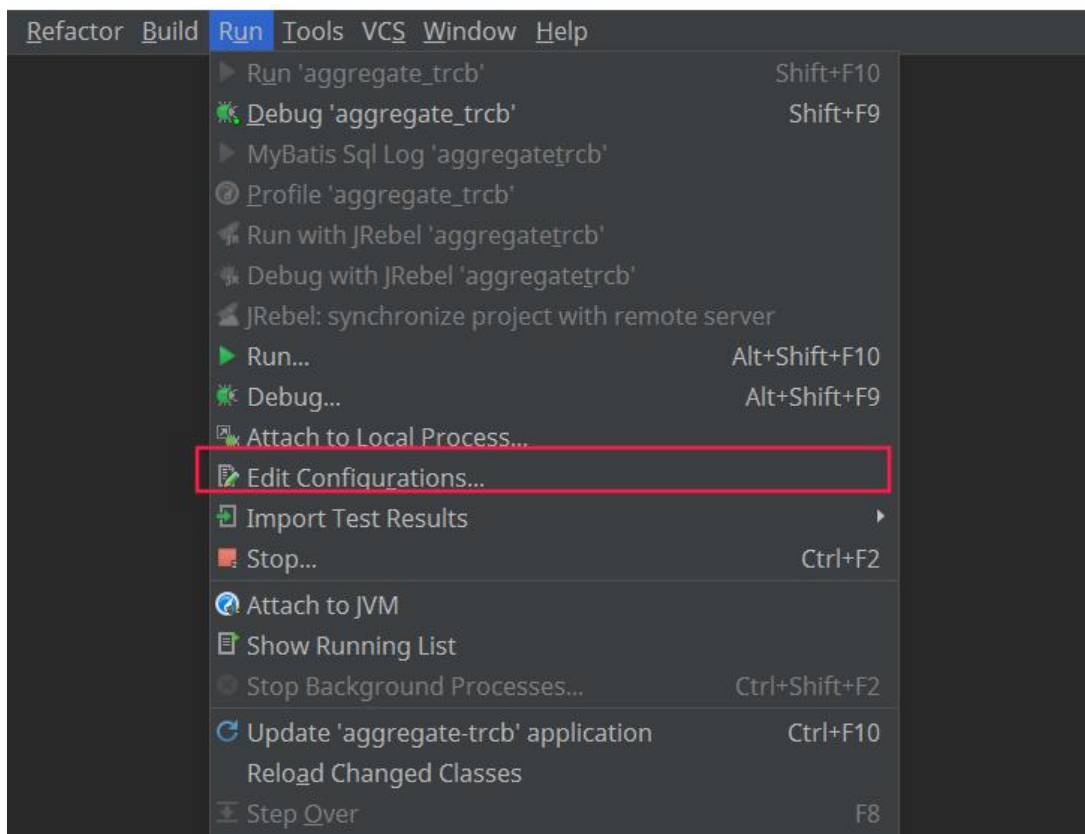 Refactor Build Run Tools VCS Window Help
Run 'aggregate_trcb' Shift+F10
Debug 'aggregate_trcb' Shift+F9
MyBatis Sql Log 'aggregatetrcb'
Profile 'aggregate_trcb'
Run with JRebel 'aggregatetrcb'
Debug with JRebel 'aggregatetrcb'
JRebel: synchronize project with remote server
Run... Alt+Shift+F10
Debug... Alt+Shift+F9
Attach to Local Process...
Edit Configurations...
Import Test Results
Stop... Ctrl+F2
Attach to JVM
Show Running List
Stop Background Processes... Ctrl+Shift+F2
Update 'aggregate-trcb' application Ctrl+F10
Reload Changed Classes
Step Over F8